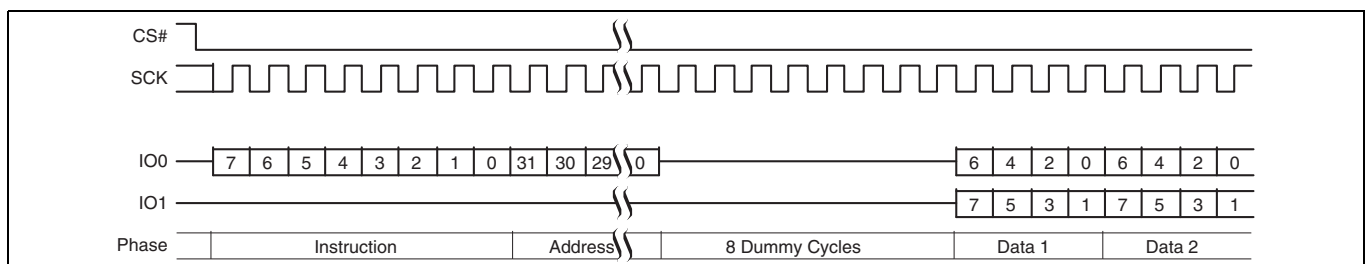 CS#
SCK
IO0 7 6 5 4 3 2 1 0 31 30 29 0 6 4 2 0 6 4 2 0
IO1 7 5 3 1 7 5 3 1
Phase Instruction Address 8 Dummy Cycles Data 1 Data 2